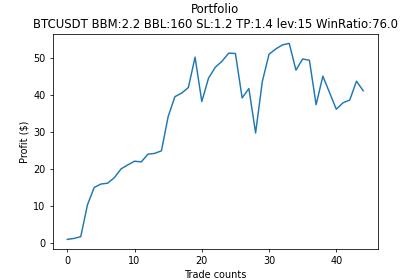 Portfolio
BTCUSDT BBM:2.2 BBL:160 SL:1.2 TP:1.4 lev:15 WinRatio:76.0
50
40
30
20
10
0
Profit ($)
0 10 20 30 40
Trade counts